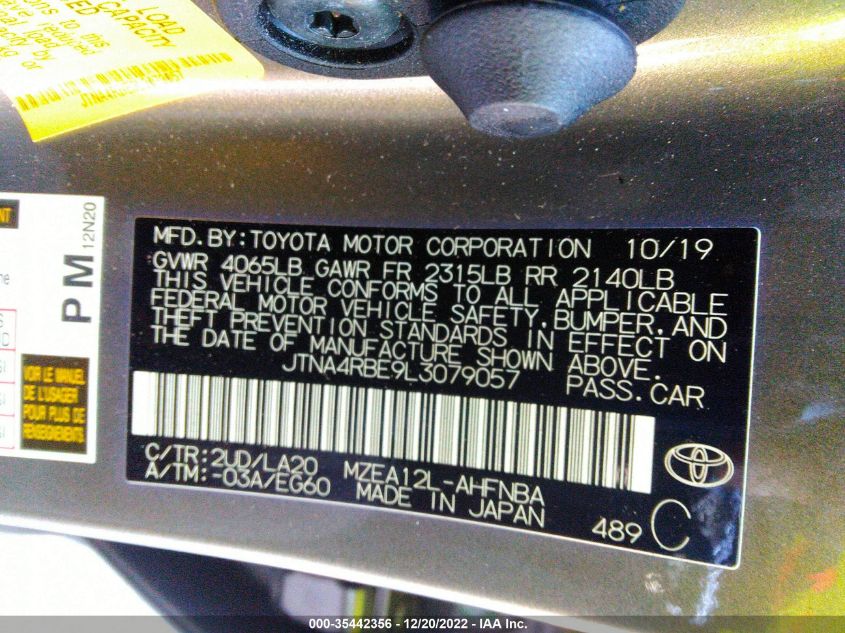 LOAD
CAPACITY
PM
12N20
VOIR LE MANUEL
DE L'USAGER
POUR PLUS DE
RENSEIGNEMENTS
MFD. BY: TOYOTA MOTOR CORPORATION 10/19
GVWR 4065LB GAWR FR 2315LB RR 2140LB
THIS VEHICLE CONFORMS TO ALL APPLICABLE
FEDERAL MOTOR VEHICLE SAFETY, BUMPER, AND
THEFT PREVENTION STANDARDS IN EFFECT ON
THE DATE OF MANUFACTURE SHOWN ABOVE.
JTNA4RBE9L3079057 PASS. CAR
C/TR: 2UD/LA20 MZEA12L-AHFNBA
A/TM: -03A/EG60 MADE IN JAPAN
489 C
000-35442356 - 12/20/2022 - IAA Inc.